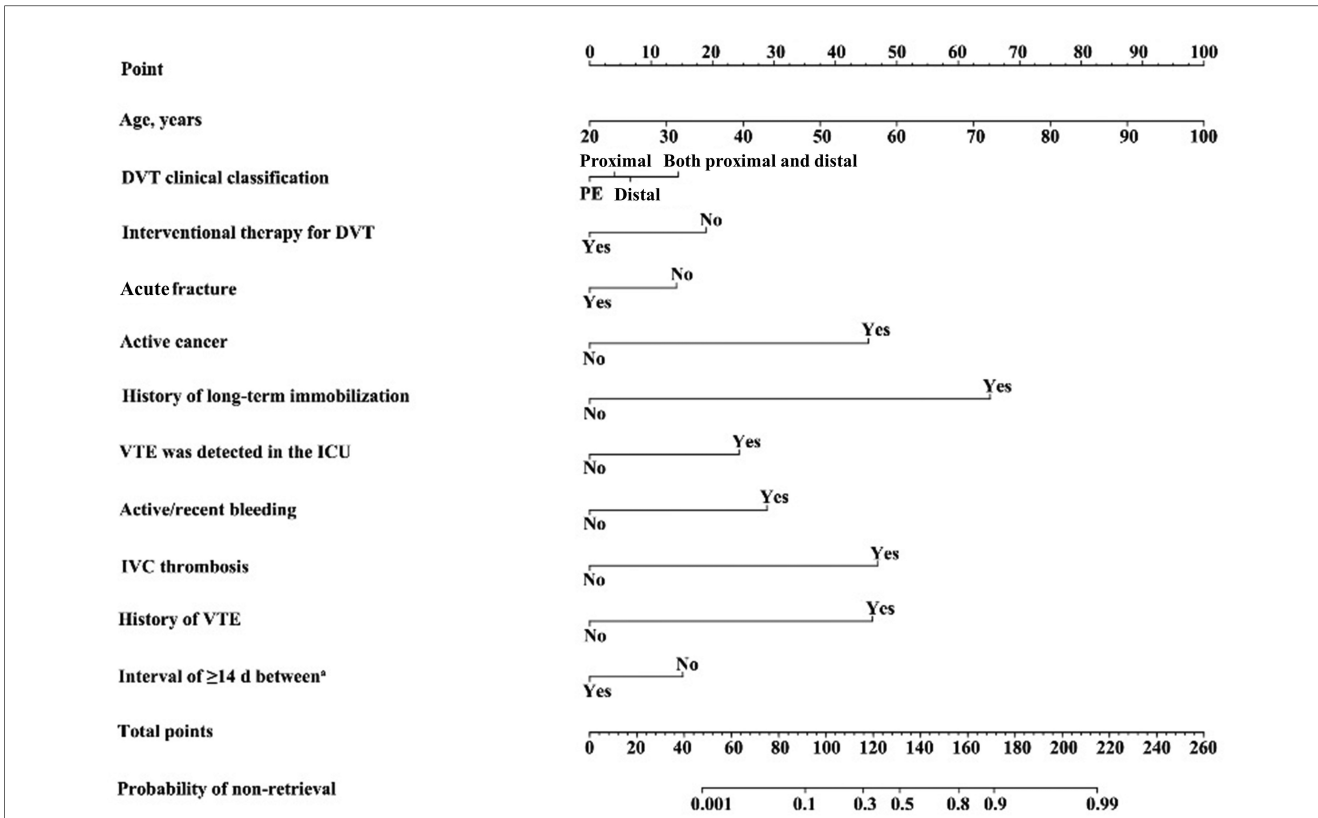 0 10 20 30 40 50 60 70 80 90 100
Point
Age, years
20 30 40 50 60 70 80 90 100
Proximal Both proximal and distal
DVT clinical classification
PE Distal
No
Interventional therapy for DVT
Yes
No
Acute fracture
Yes
Yes
Active cancer
No
Yes
History of long-term immobilization
No
Yes
VTE was detected in the ICU
No
Yes
Active/recent bleeding
No
Yes
IVC thrombosis
No
Yes
History of VTE
No
No
Interval of ≥14 d betweenᵃ
Yes
Total points
0 20 40 60 80 100 120 140 160 180 200 220 240 260
Probability of non-retrieval
0.001 0.1 0.3 0.5 0.8 0.9 0.99